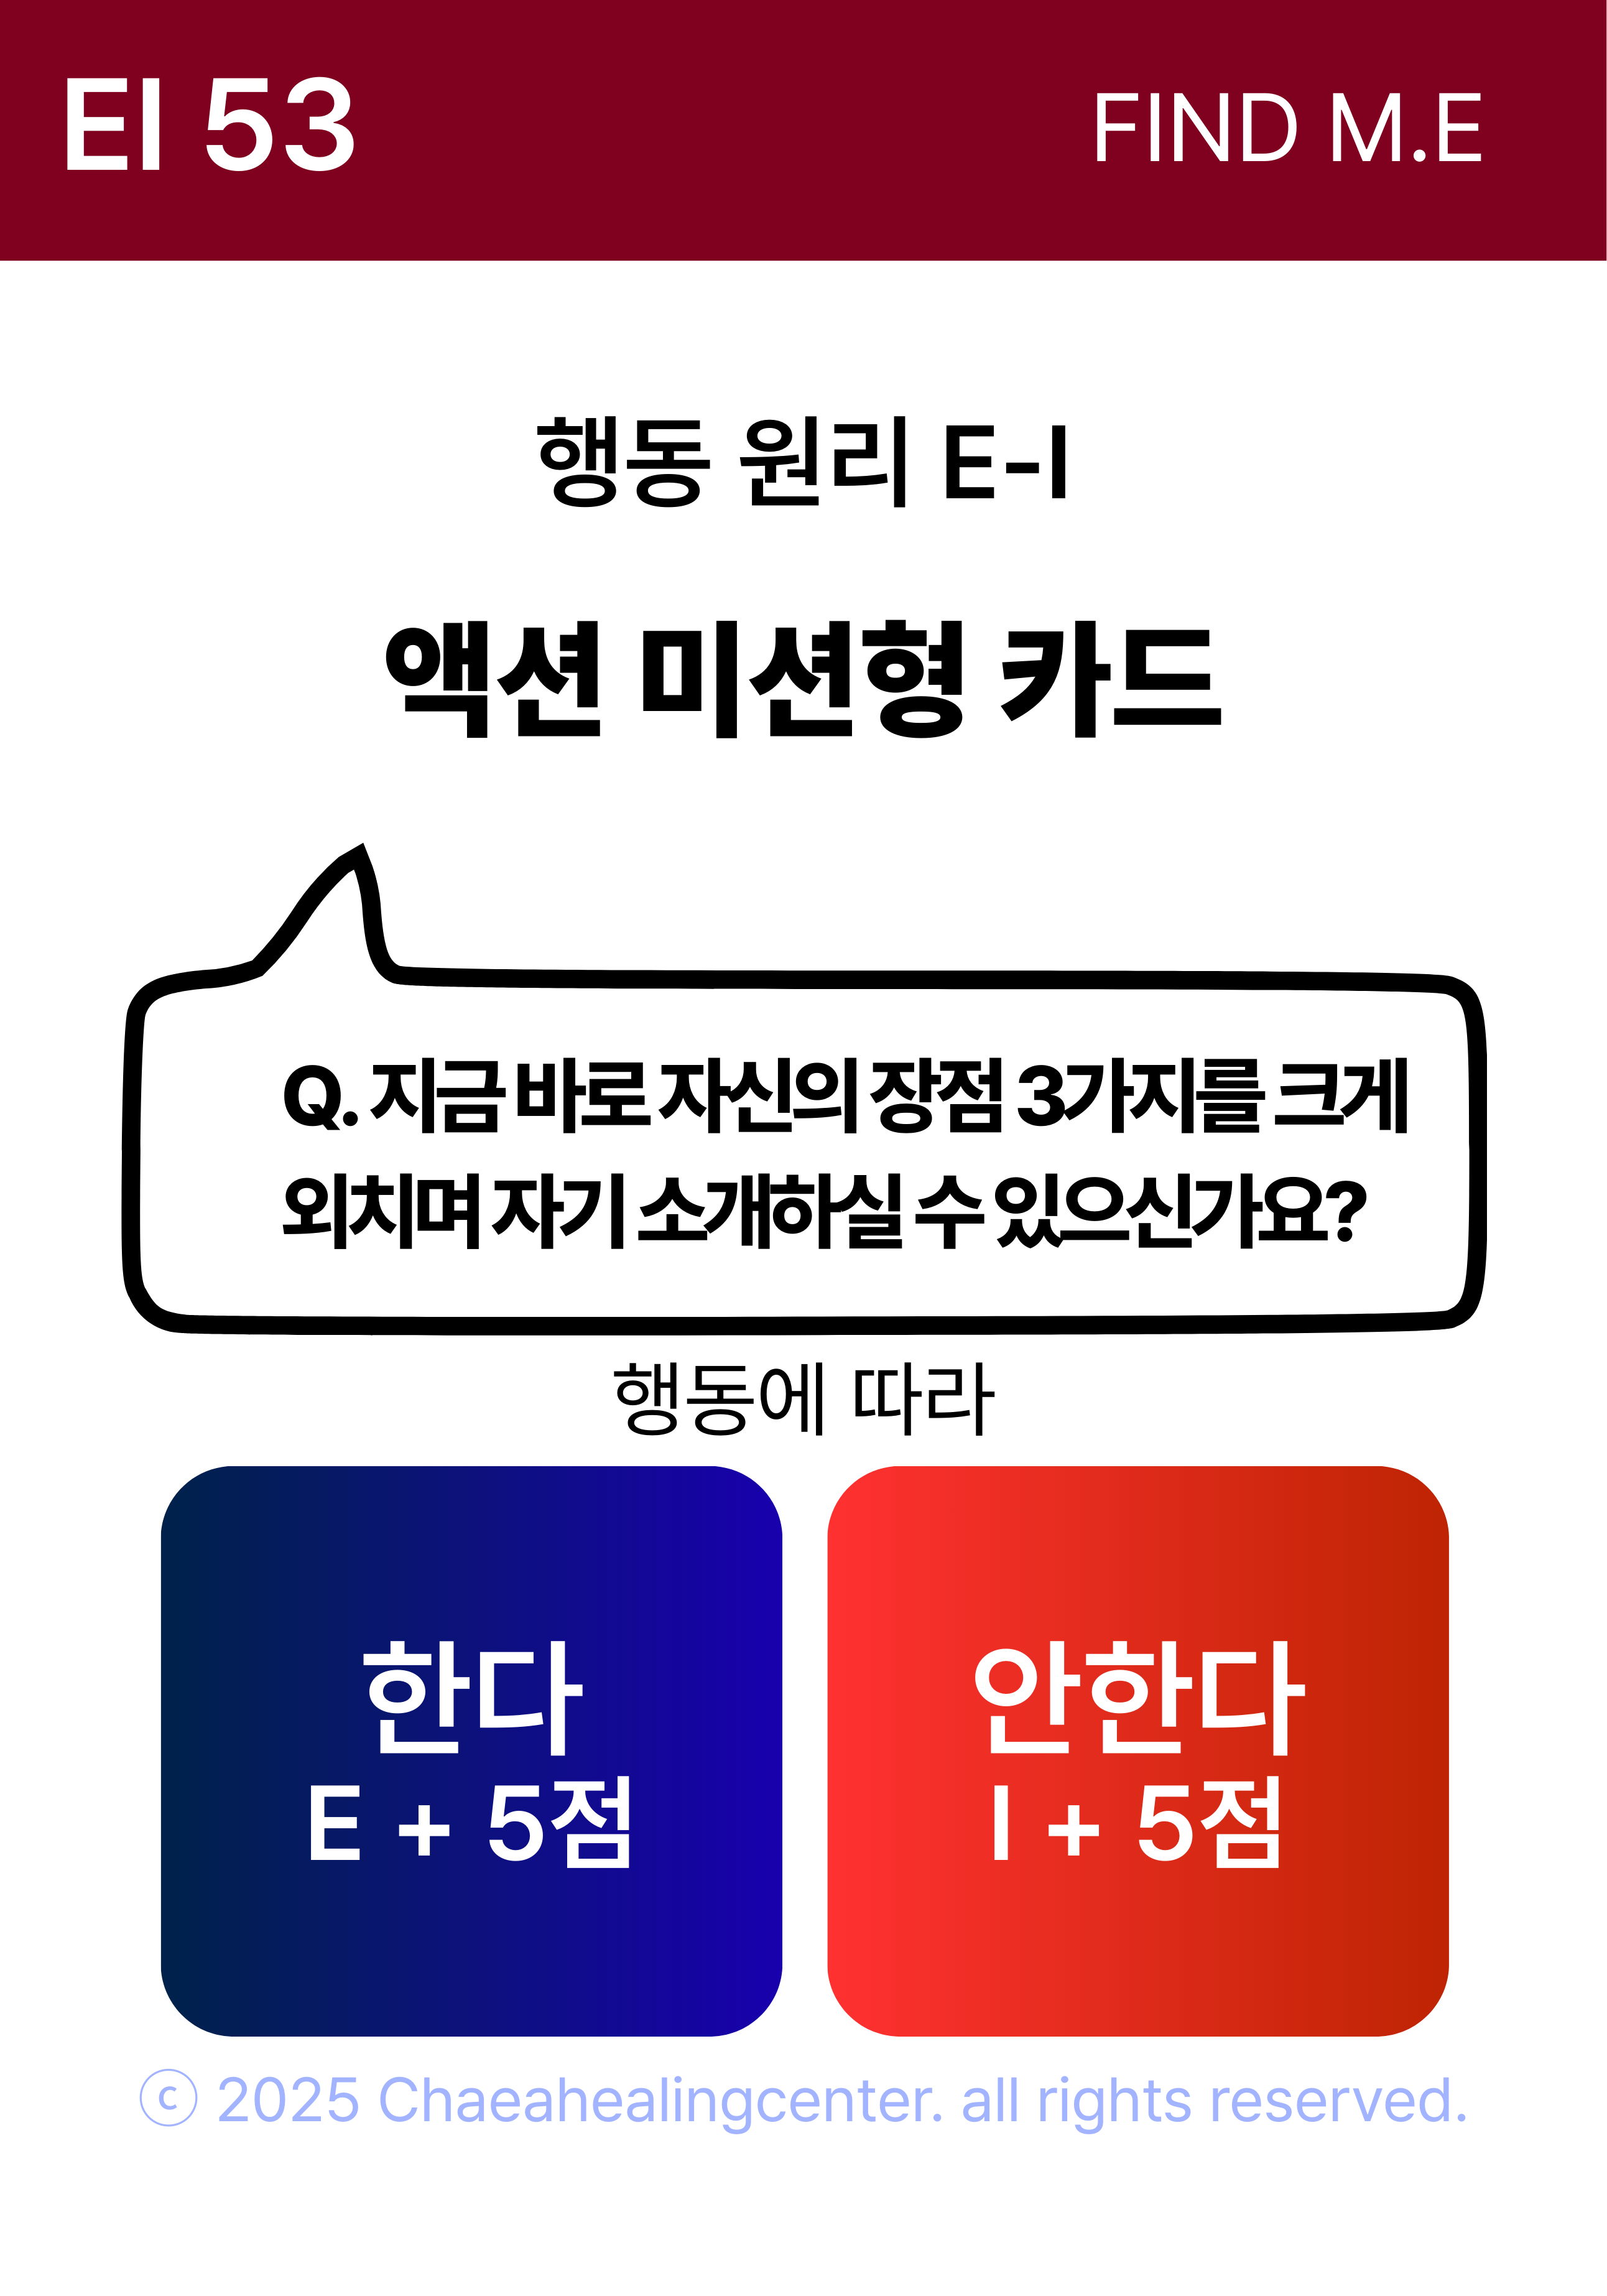 EI 53
FIND M.E
행동 원리 E-I
액션 미션형 카드
Q. 지금 바로 자신의 장점 3가지를 크게
외치며 자기 소개하실 수 있으신가요?
행동에 따라
한다
E + 5점
안한다
I + 5점
ⓒ 2025 Chaeahealingcenter. all rights reserved.